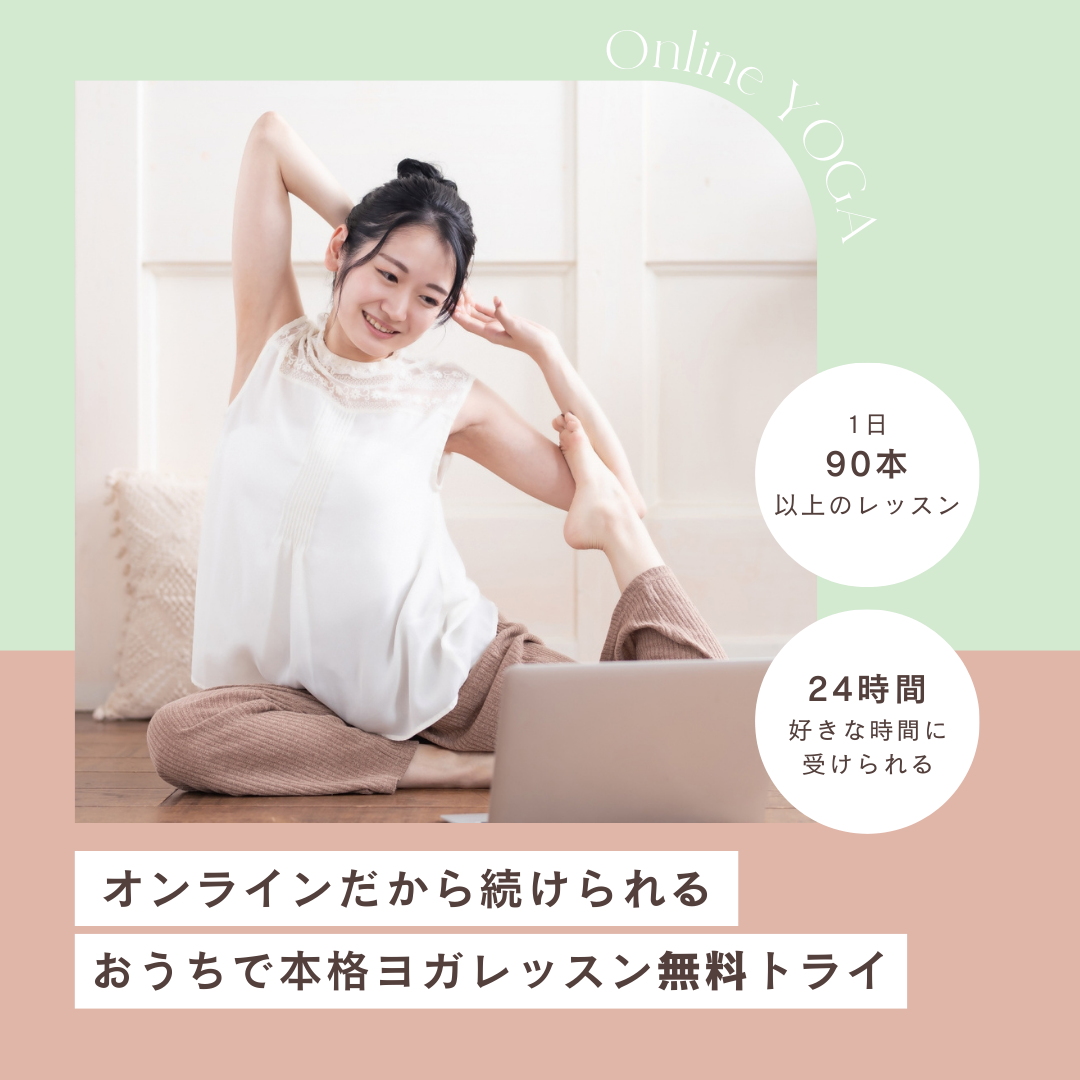 Online YOGA
1日
90本
以上のレッスン
24時間
好きな時間に
受けられる
オンラインだから続けられる
おうちで本格ヨガレッスン無料トライ